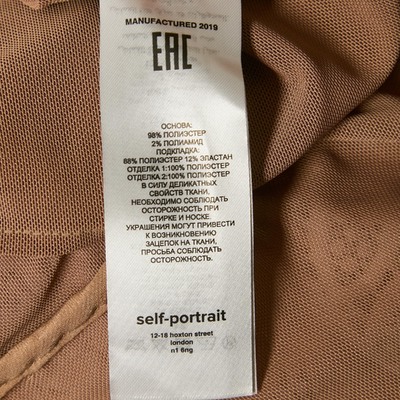 MANUFACTURED 2019
EAC
ОСНОВА:
98% ПОЛИЭСТЕР
2% ПОЛИАМИД
ПОДКЛАДКА:
88% ПОЛИЭСТЕР 12% ЭЛАСТАН
ОТДЕЛКА 1:100% ПОЛИЭСТЕР
ОТДЕЛКА 2:100% ПОЛИЭСТЕР
В СИЛУ ДЕЛИКАТНЫХ
СВОЙСТВ ТКАНИ,
НЕОБХОДИМО СОБЛЮДАТЬ
ОСТОРОЖНОСТЬ ПРИ
СТИРКЕ И НОСКЕ.
УКРАШЕНИЯ МОГУТ ПРИВЕСТИ
К ВОЗНИКНОВЕНИЮ
ЗАЦЕПОК НА ТКАНИ,
ПРОСЬБА СОБЛЮДАТЬ
ОСТОРОЖНОСТЬ.
self-portrait
12-18 hoxton street
london
n1 6ng